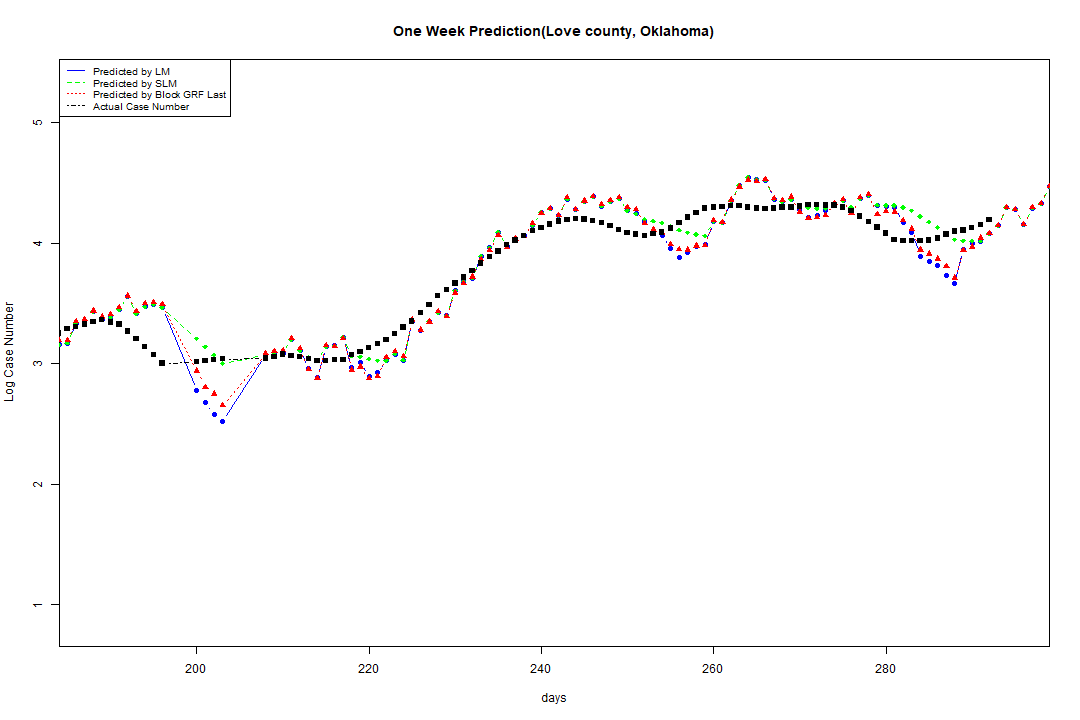 One Week Prediction(Love county, Oklahoma)
Predicted by LM
Predicted by SLM
Predicted by Block GRF Last
Actual Case Number
5
4
3
2
1
Log Case Number
200 220 240 260 280
days